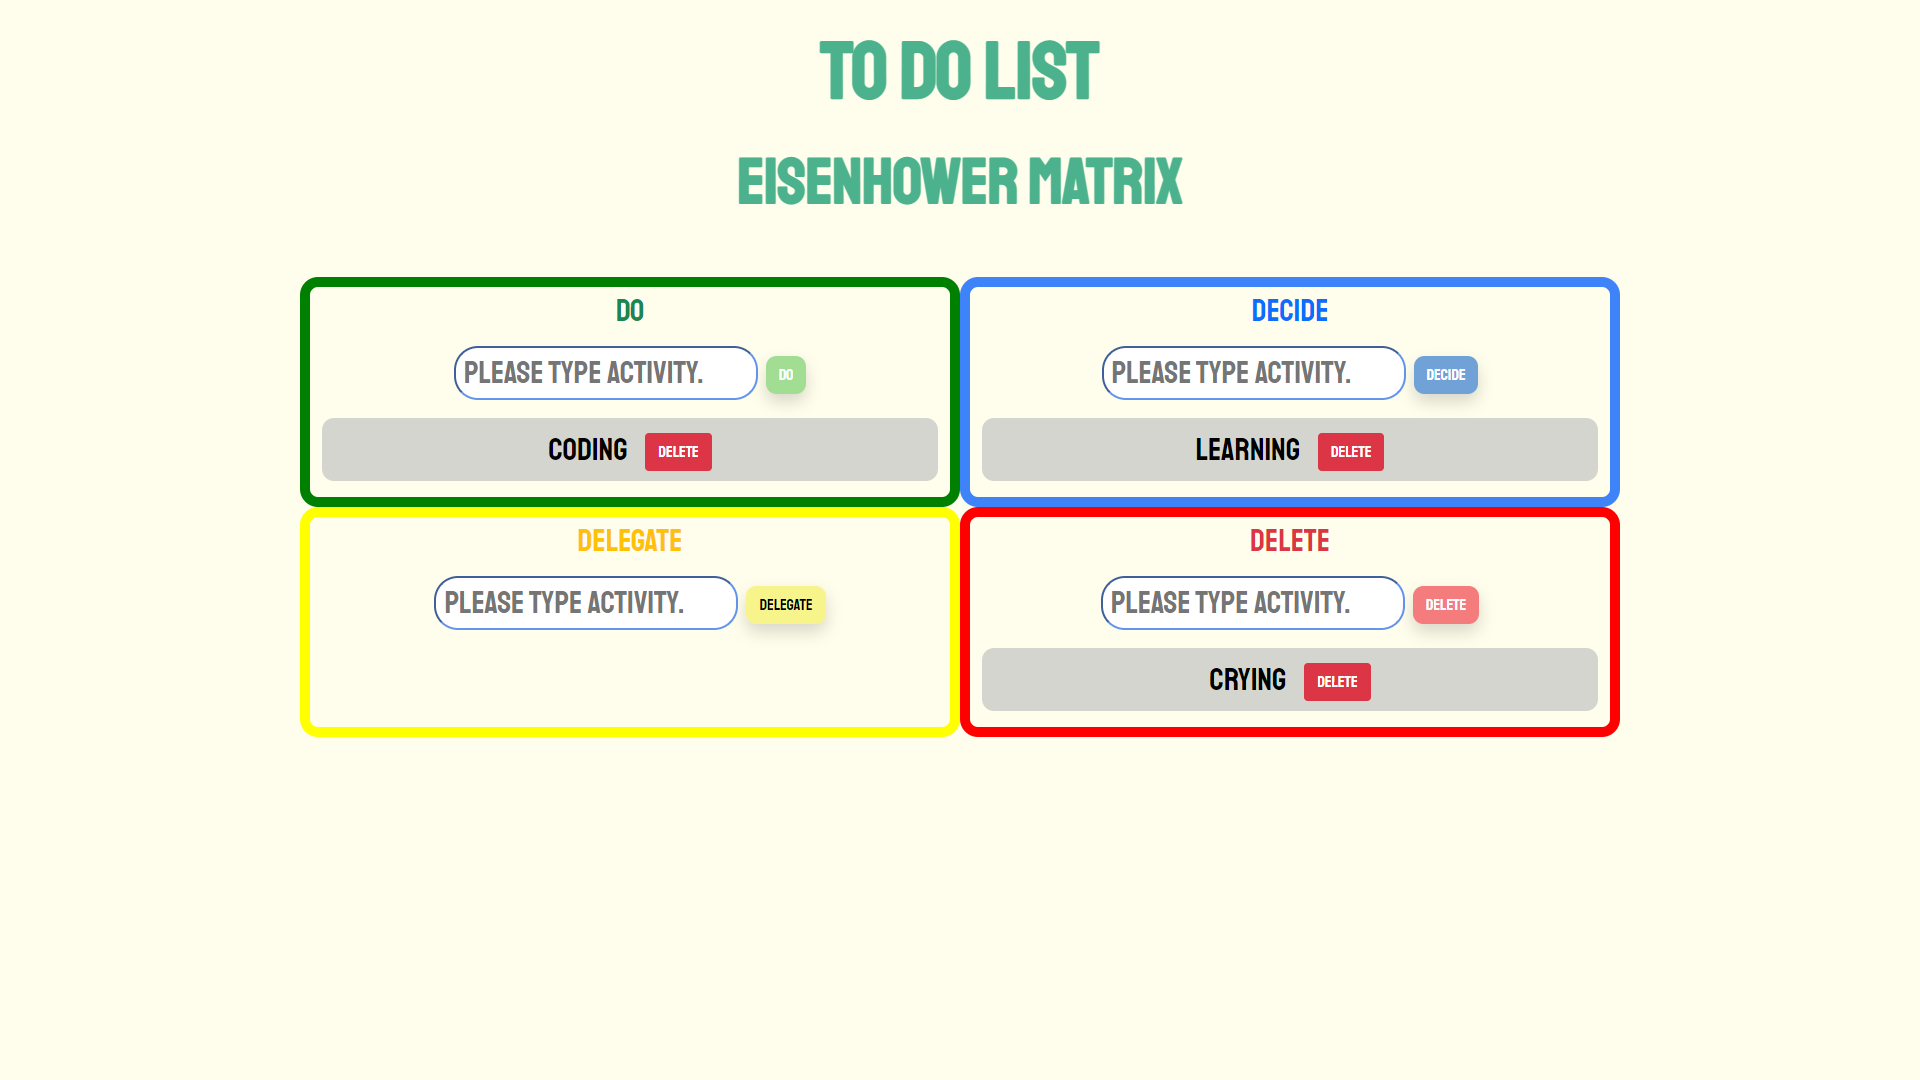 TO DO LIST
EISENHOWER MATRIX
DO
PLEASE TYPE ACTIVITY. DO
CODING DELETE
DECIDE
PLEASE TYPE ACTIVITY. DECIDE
LEARNING DELETE
DELEGATE
PLEASE TYPE ACTIVITY. DELEGATE
DELETE
PLEASE TYPE ACTIVITY. DELETE
CRYING DELETE